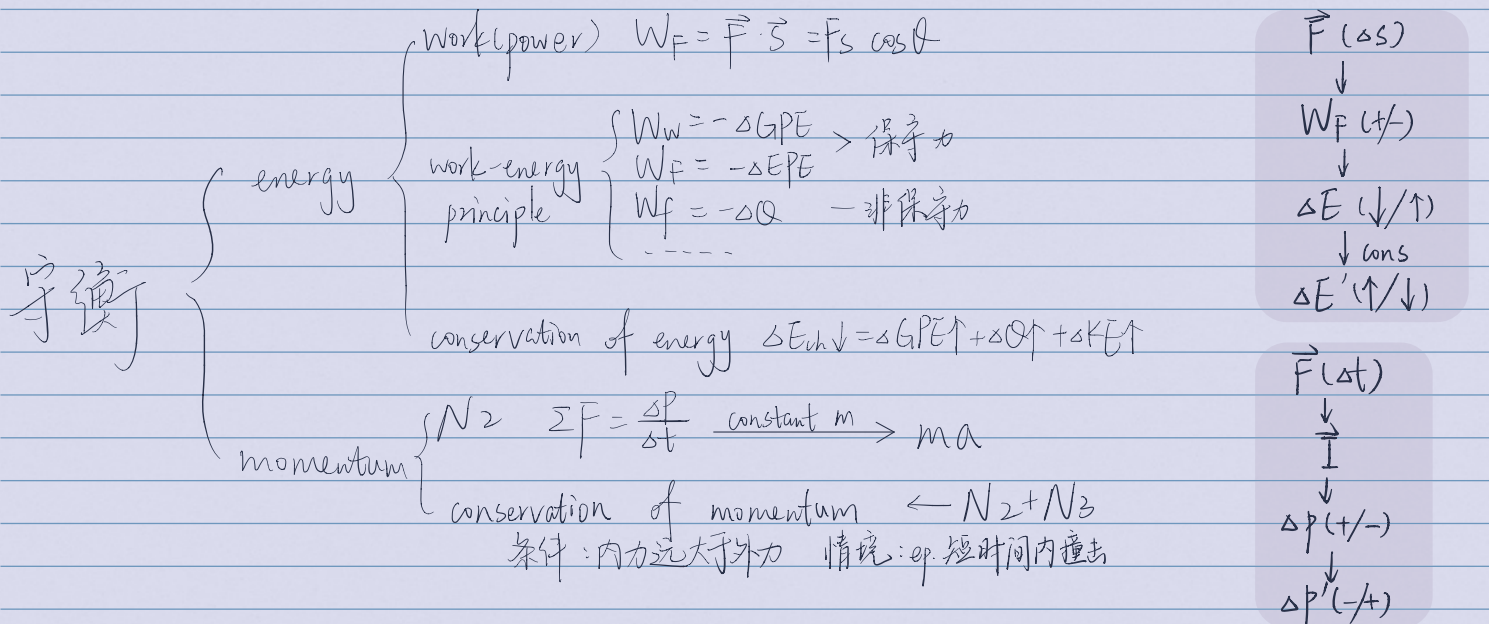 守衡
energy
work(power) W_F = F⃗·S⃗ = Fs cosθ
work-energy principle
W_W = -ΔGPE
W_F = -ΔEPE
> 保守力
W_f = -ΔQ — 非保守力
------
conservation of energy ΔE_ch↓ = ΔGPE↑ + ΔQ↑ + ΔKE↑
momentum
N2 ΣF = ΔP/Δt constant m → ma
conservation of momentum ← N2+N3
条件：内力远大于外力 情境：ep. 短时间内撞击
F⃗ (Δs)
↓
W_F (+/-)
↓
ΔE (↓/↑)
↓ cons
ΔE' (↑/↓)
F⃗ (Δt)
↓
I⃗
↓
Δp (+/-)
↓
Δp' (-/+)